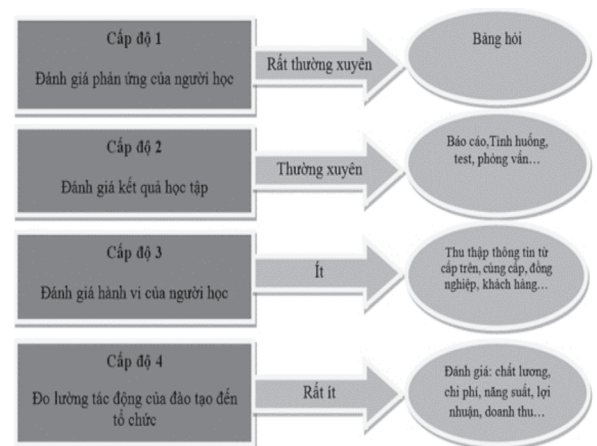 Cấp độ 1
Đánh giá phản ứng của người học
Rất thường xuyên
Bảng hỏi
Cấp độ 2
Đánh giá kết quả học tập
Thường xuyên
Báo cáo,Tình huống,
test, phỏng vấn...
Cấp độ 3
Đánh giá hành vi của người học
Ít
Thu thập thông tin từ
cấp trên, cùng cấp, đồng
nghiệp, khách hàng...
Cấp độ 4
Đo lường tác động của đào tạo đến
tổ chức
Rất ít
Đánh giá: chất lương,
chi phí, năng suất, lợi
nhuận, doanh thu...